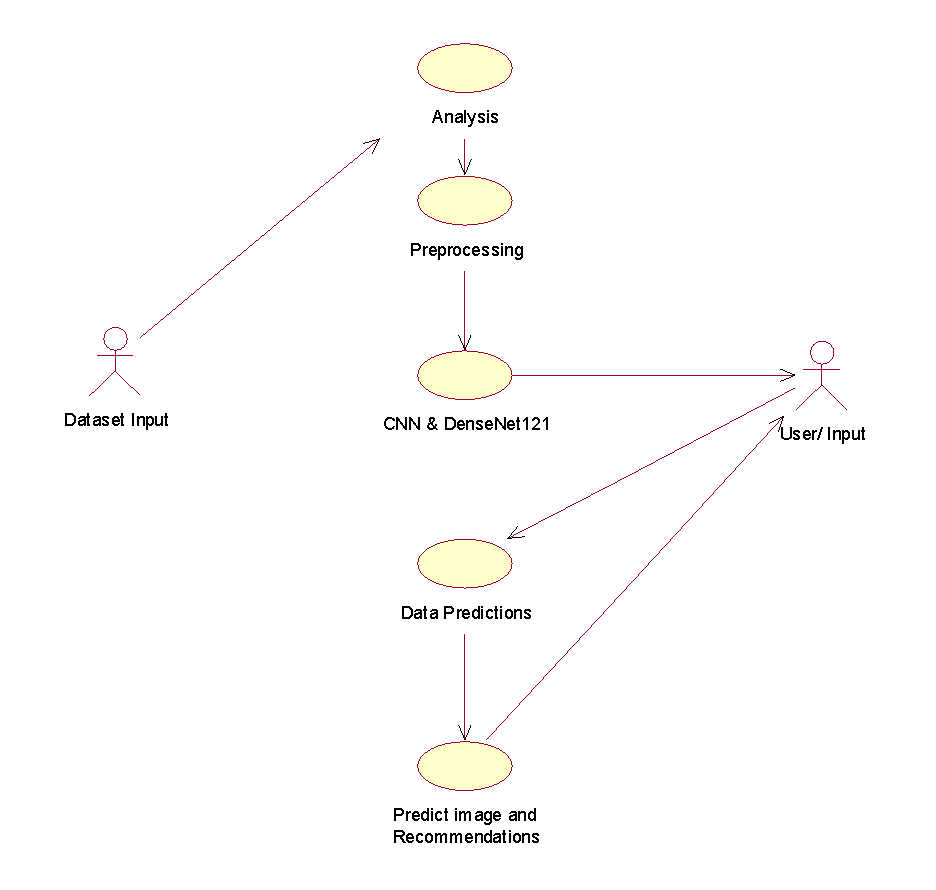 Analysis
Preprocessing
Dataset Input
CNN & DenseNet121
User/ Input
Data Predictions
Predict image and
Recommendations